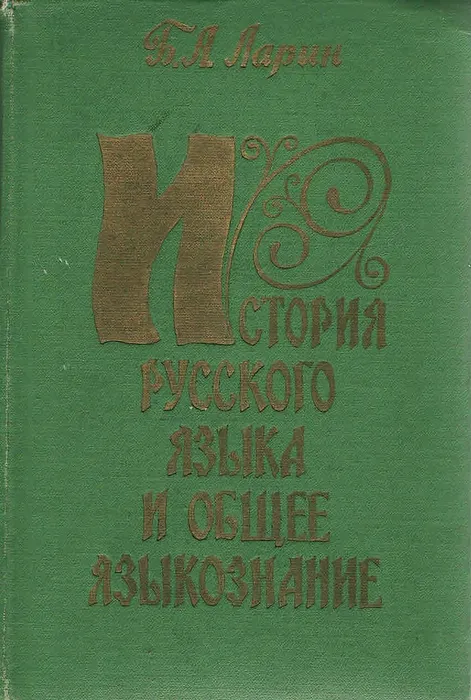 Б. А. Ларин
ИСТОРИЯ
РУССКОГО
ЯЗЫКА
И ОБЩЕЕ
ЯЗЫКОЗНАНИЕ